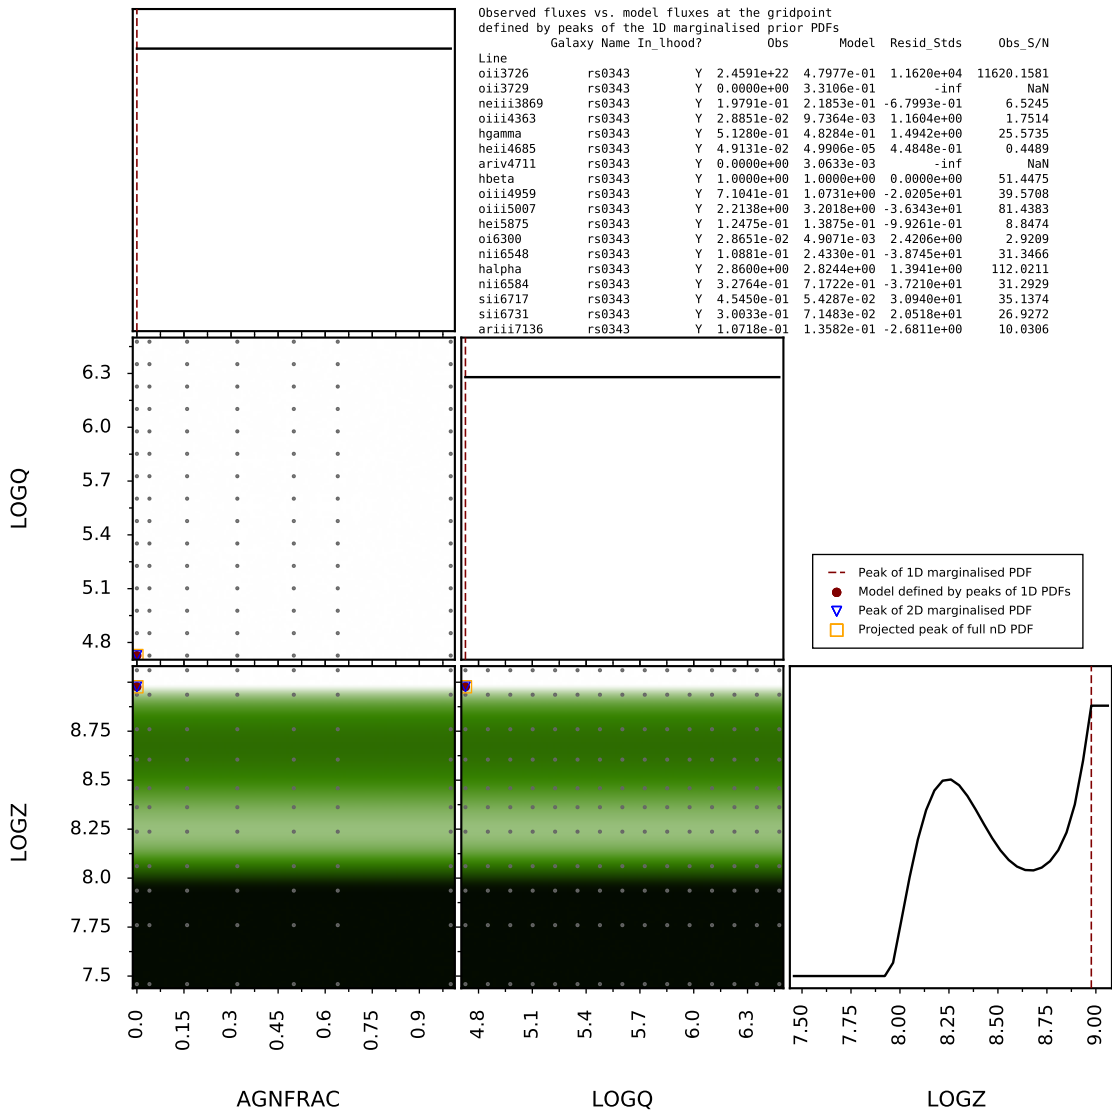 Observed fluxes vs. model fluxes at the gridpoint
defined by peaks of the 1D marginalised prior PDFs
Galaxy Name In_lhood? Obs Model Resid_Stds Obs_S/N
Line
oii3726 rs0343 Y 2.4591e+22 4.7977e-01 1.1620e+04 11620.1581
oii3729 rs0343 Y 0.0000e+00 3.3106e-01 -inf NaN
neiii3869 rs0343 Y 1.9791e-01 2.1853e-01 -6.7993e-01 6.5245
oiii4363 rs0343 Y 2.8851e-02 9.7364e-03 1.1604e+00 1.7514
hgamma rs0343 Y 5.1280e-01 4.8284e-01 1.4942e+00 25.5735
heii4685 rs0343 Y 4.9131e-02 4.9906e-05 4.4848e-01 0.4489
ariv4711 rs0343 Y 0.0000e+00 3.0633e-03 -inf NaN
hbeta rs0343 Y 1.0000e+00 1.0000e+00 0.0000e+00 51.4475
oiii4959 rs0343 Y 7.1041e-01 1.0731e+00 -2.0205e+01 39.5708
oiii5007 rs0343 Y 2.2138e+00 3.2018e+00 -3.6343e+01 81.4383
hei5875 rs0343 Y 1.2475e-01 1.3875e-01 -9.9261e-01 8.8474
oi6300 rs0343 Y 2.8651e-02 4.9071e-03 2.4206e+00 2.9209
nii6548 rs0343 Y 1.0881e-01 2.4330e-01 -3.8745e+01 31.3466
halpha rs0343 Y 2.8600e+00 2.8244e+00 1.3941e+00 112.0211
nii6584 rs0343 Y 3.2764e-01 7.1722e-01 -3.7210e+01 31.2929
sii6717 rs0343 Y 4.5450e-01 5.4287e-02 3.0940e+01 35.1374
sii6731 rs0343 Y 3.0033e-01 7.1483e-02 2.0518e+01 26.9272
ariii7136 rs0343 Y 1.0718e-01 1.3582e-01 -2.6811e+00 10.0306
6.3
6.0
5.7
5.4
5.1
4.8
LOGQ
Peak of 1D marginalised PDF
Model defined by peaks of 1D PDFs
Peak of 2D marginalised PDF
Projected peak of full nD PDF
8.75
8.5
8.25
8.0
7.75
7.5
LOGZ
0.0 0.15 0.3 0.45 0.6 0.75 0.9
4.8 5.1 5.4 5.7 6.0 6.3
7.50 7.75 8.00 8.25 8.50 8.75 9.00
AGNFRAC LOGQ LOGZ